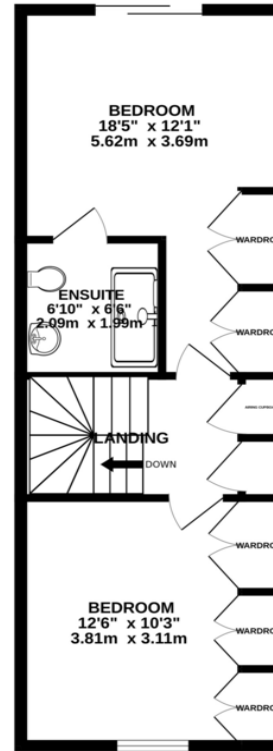 BEDROOM
18'5" x 12'1"
5.62m x 3.69m
WARDRO
ENSUITE
6'10" x 6'6"
2.09m x 1.99m
WARDRO
LANDING
DOWN
WARDRO
BEDROOM
12'6" x 10'3"
3.81m x 3.11m
WARDRO
WARDRO